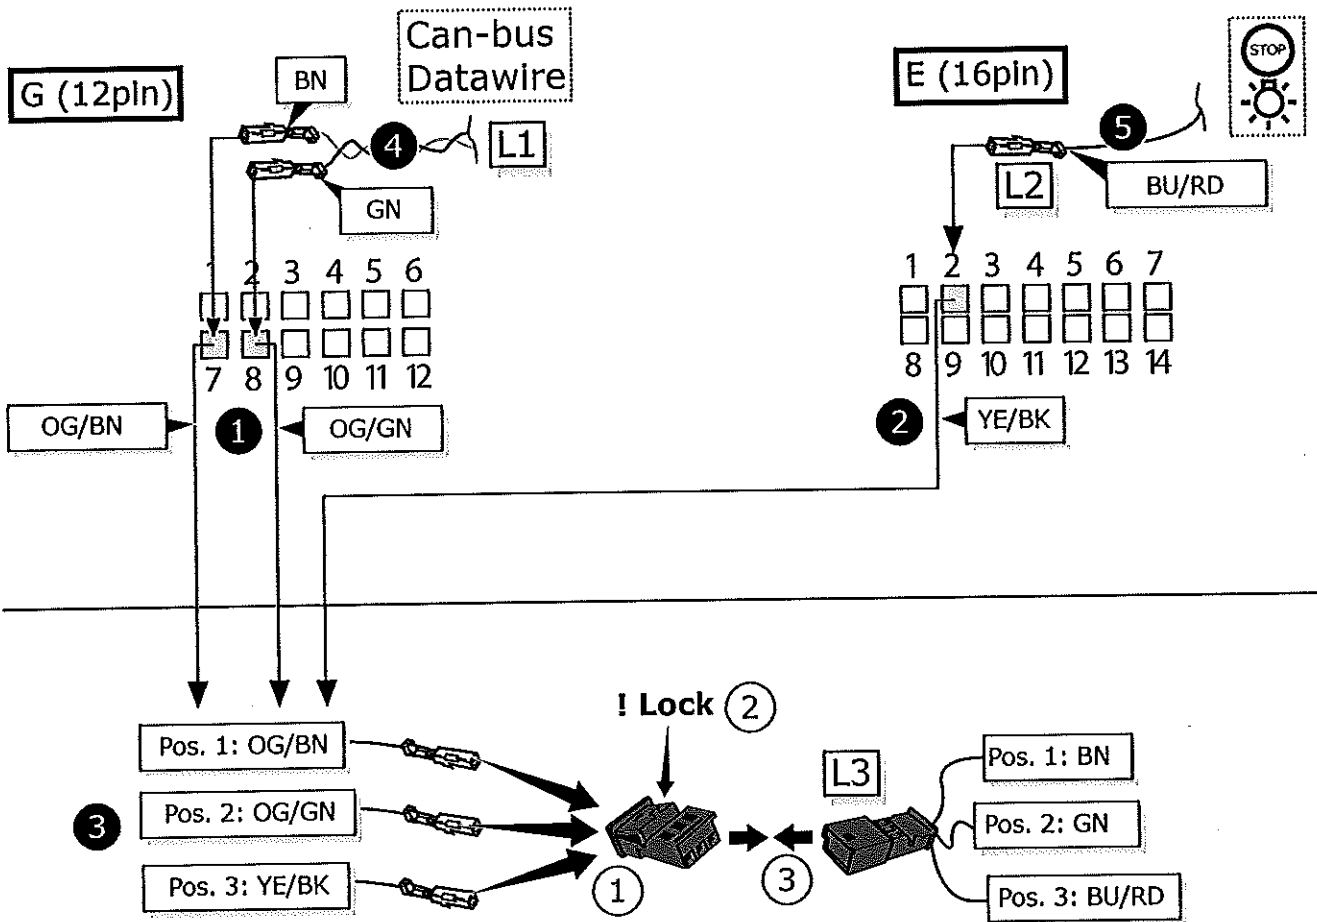 Can-bus
Datawire
G (12pin)
BN
4
L1
GN
1 2 3 4 5 6
7 8 9 10 11 12
OG/BN
1
OG/GN
E (16pin)
STOP
5
L2
BU/RD
1 2 3 4 5 6 7
8 9 10 11 12 13 14
2
YE/BK
! Lock 2
Pos. 1: OG/BN
3
Pos. 2: OG/GN
Pos. 3: YE/BK
1
L3
3
Pos. 1: BN
Pos. 2: GN
Pos. 3: BU/RD